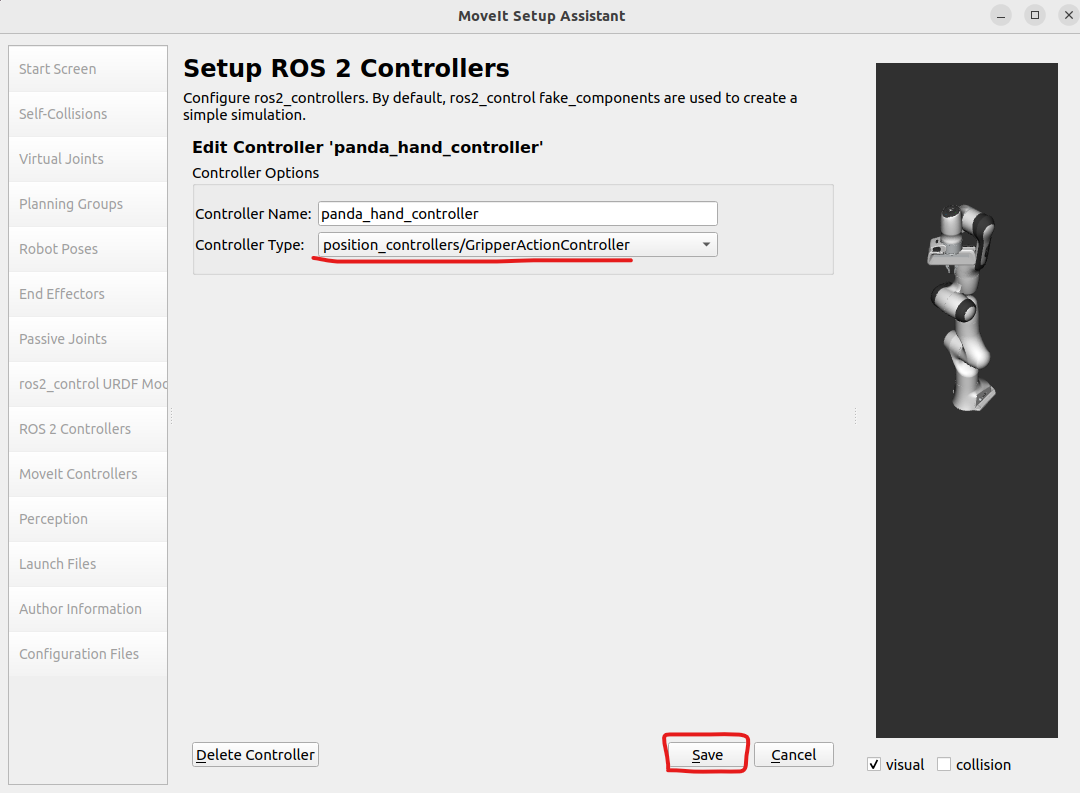 MoveIt Setup Assistant
Start Screen
Self-Collisions
Virtual Joints
Planning Groups
Robot Poses
End Effectors
Passive Joints
ros2_control URDF Moc
ROS 2 Controllers
MoveIt Controllers
Perception
Launch Files
Author Information
Configuration Files
Setup ROS 2 Controllers
Configure ros2_controllers. By default, ros2_control fake_components are used to create a
simple simulation.
Edit Controller 'panda_hand_controller'
Controller Options
Controller Name: panda_hand_controller
Controller Type: position_controllers/GripperActionController
Delete Controller
Save
Cancel
visual
collision